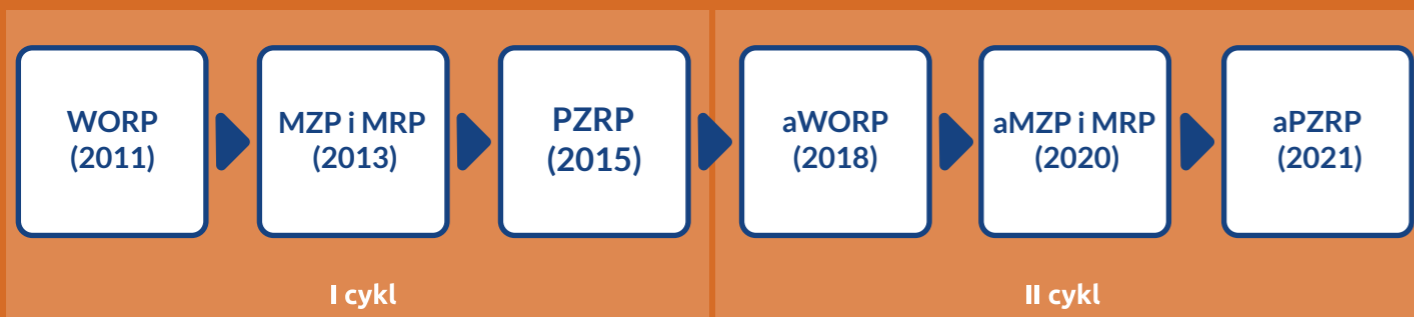 WORP
(2011)
MZP i MRP
(2013)
PZRP
(2015)
aWORP
(2018)
aMZP i MRP
(2020)
aPZRP
(2021)
I cykl
II cykl